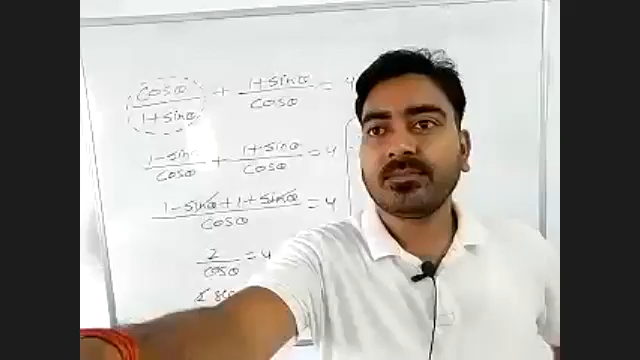 cosθ/1+sinθ + 1+sinθ/cosθ = 4
1-sinθ/cosθ + 1+sinθ/cosθ = 4
1-sinθ+1+sinθ/cosθ = 4
2/cosθ = 4